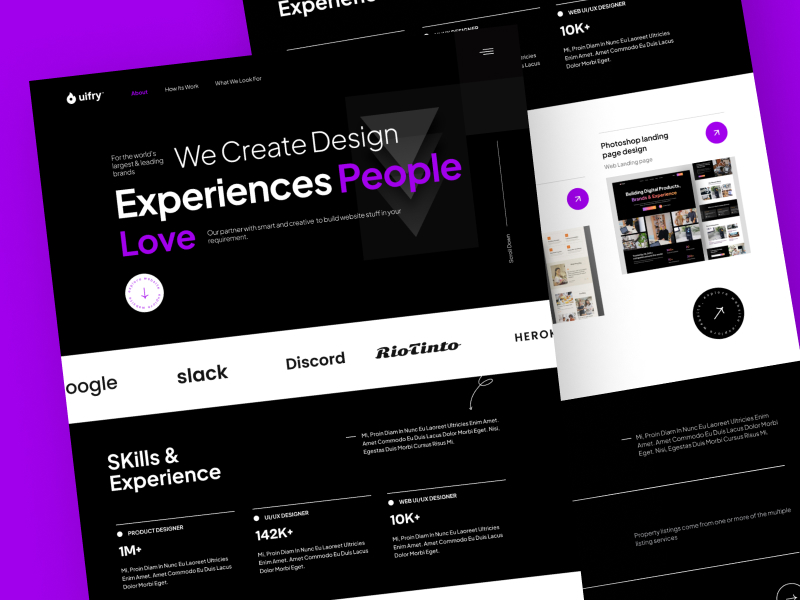 Experience
WEB UI/UX DESIGNER
10K+
Mi, Proin Diam In Nunc Eu Laoreet Ultricies
Enim Amet. Amet Commodo Eu Duis Lacus
Dolor Morbi Eget.
ultricies
Lacus
uifry
About
How Its Work
What We Look For
For the world's
largest & leading
brands
We Create Design
Experiences People
Love
Our partner with smart and creative to build website stuff in your
requirement.
explore website
Scroll Down
Photoshop landing
page design
Web Landing page
Building Digital Products,
Brands & Experience
explore website
oogle
slack
Discord
RioTinto
HEROK
SKills &
Experience
Mi, Proin Diam In Nunc Eu Laoreet Ultricies Enim Amet.
Amet Commodo Eu Duis Lacus Dolor Morbi Eget. Nisi,
Egestas Duis Morbi Cursus Risus Mi.
PRODUCT DESIGNER
1M+
Mi, Proin Diam In Nunc Eu Laoreet Ultricies
Enim Amet. Amet Commodo Eu Duis Lacus
Dolor Morbi Eget.
UI/UX DESIGNER
142K+
Mi, Proin Diam In Nunc Eu Laoreet Ultricies
Enim Amet. Amet Commodo Eu Duis Lacus
Dolor Morbi Eget.
WEB UI/UX DESIGNER
10K+
Mi, Proin Diam In Nunc Eu Laoreet Ultricies
Enim Amet. Amet Commodo Eu Duis Lacus
Dolor Morbi Eget.
Mi, Proin Diam In Nunc Eu Laoreet Ultricies Enim
Amet. Amet Commodo Eu Duis Lacus Dolor Morbi
Eget. Nisi, Egestas Duis Morbi Cursus Risus Mi.
Property listings come from one or more of the multiple
listing services